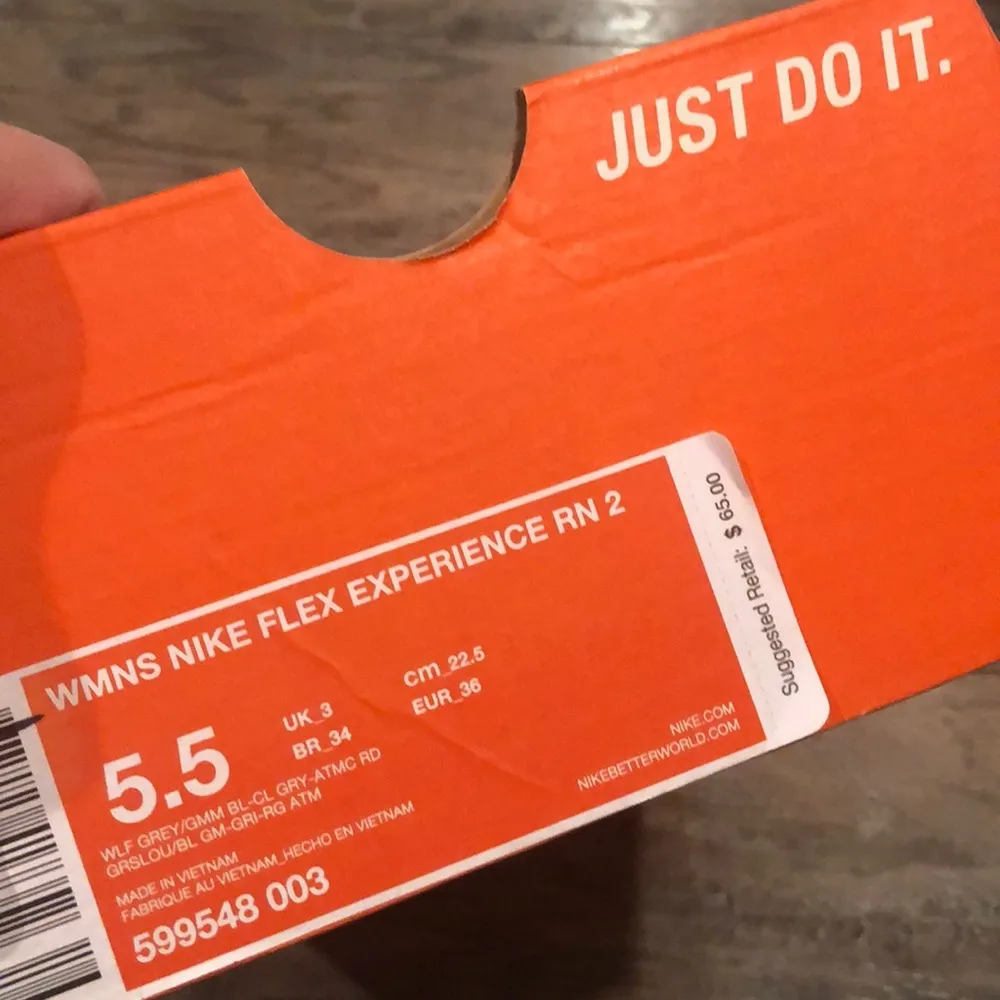 JUST DO IT.
Suggested Retail: $ 65.00
WMNS NIKE FLEX EXPERIENCE RN 2
5.5
UK_3
BR_34
cm_22.5
EUR_36
WLF GREY/GMM BL-CL GRY-ATMC RD
GRSLOU/BL GM-GRI-RG ATM
MADE IN VIETNAM
FABRIQUE AU VIETNAM_HECHO EN VIETNAM
599548 003
NIKE.COM
NIKEBETTERWORLD.COM